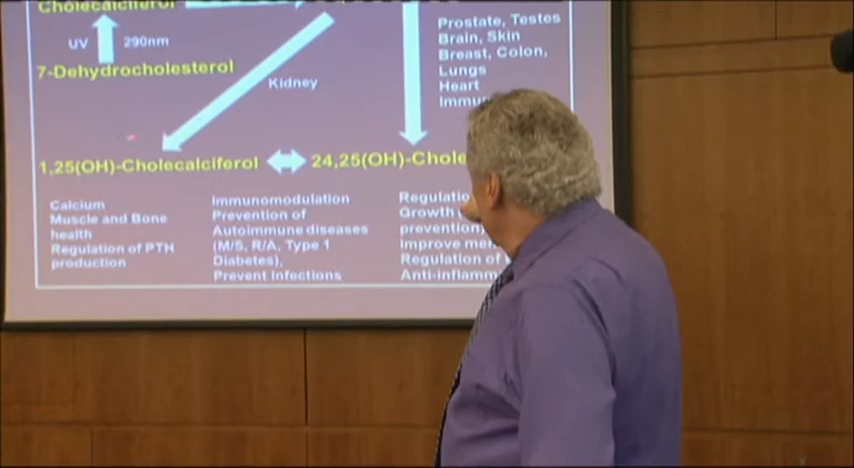 Cholecalciferol
UV 290nm
7-Dehydrocholesterol
Kidney
Prostate, Testes
Brain, Skin
Breast, Colon,
Lungs
Heart
1,25(OH)-Cholecalciferol
24,25(OH)-Chole
Calcium
Muscle and Bone
health
Regulation of PTH
production
Immunomodulation
Prevention of
Autoimmune diseases
(M/S, R/A, Type 1
Diabetes),
Prevent Infections
Growth
prevention
Improve mem
Regulation of